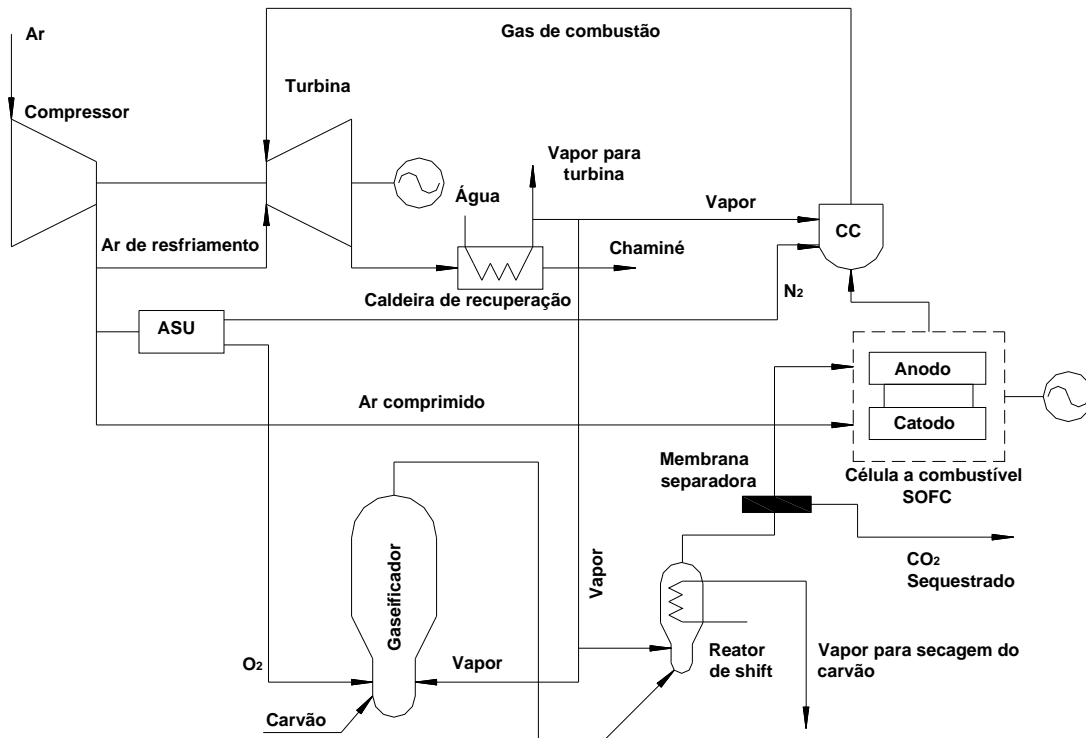 Ar
Gas de combustão
Compressor
Turbina
Vapor para
turbina
Água
Vapor
CC
Ar de resfriamento
Chaminé
Caldeira de recuperação
N2
ASU
Anodo
Catodo
Ar comprimido
Membrana
separadora
Célula a combustível
SOFC
Gaseificador
Vapor
CO2
Sequestrado
O2
Vapor
Reator
de shift
Vapor para secagem do
carvão
Carvão